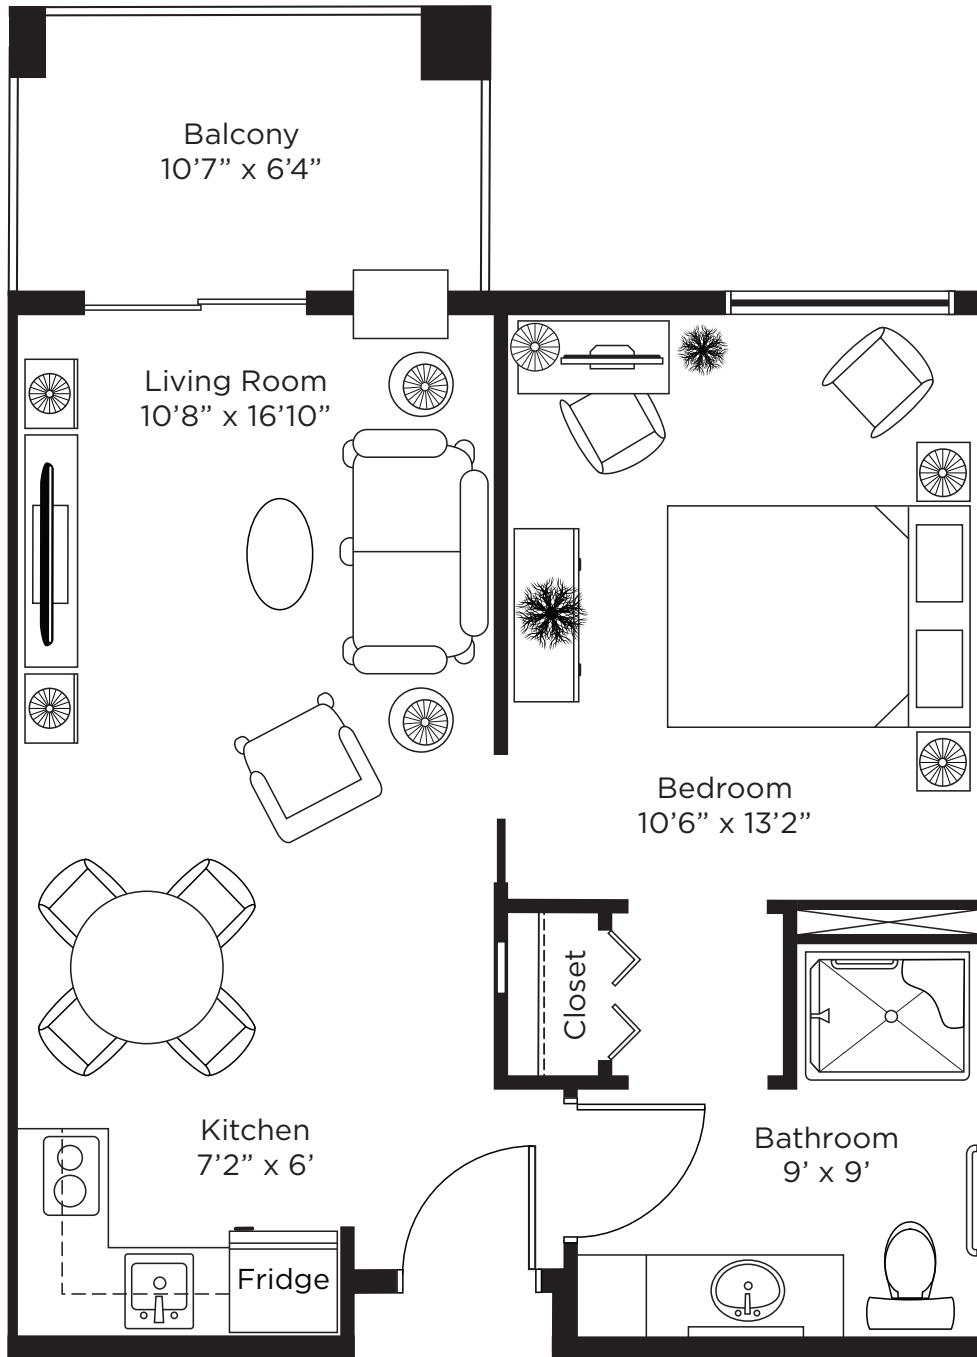 Balcony
10’7” x 6’4”
Living Room
10’8” x 16’10”
Bedroom
10’6” x 13’2”
Closet
Kitchen
7’2” x 6’
Bathroom
9’ x 9’
Fridge